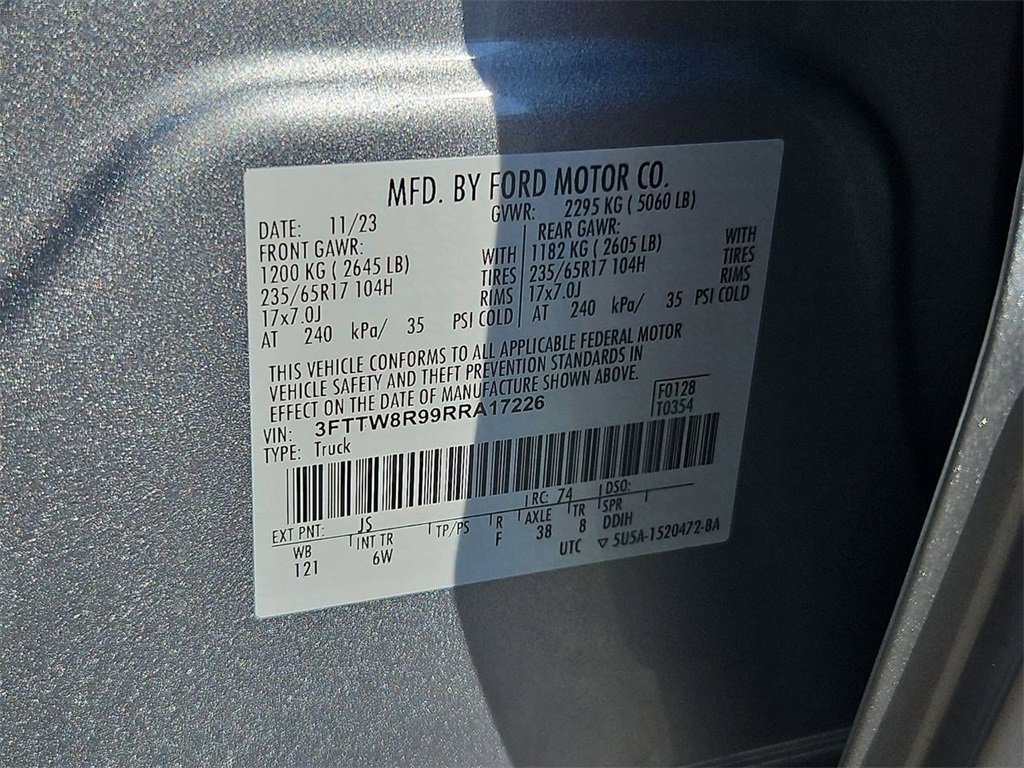 MFD. BY FORD MOTOR CO.
DATE: 11/23 GVWR: 2295 KG ( 5060 LB)
FRONT GAWR: REAR GAWR:
1200 KG ( 2645 LB) WITH 1182 KG ( 2605 LB) WITH
235/65R17 104H TIRES 235/65R17 104H TIRES
17x7.0J RIMS 17x7.0J RIMS
AT 240 kPa/ 35 PSI COLD AT 240 kPa/ 35 PSI COLD
THIS VEHICLE CONFORMS TO ALL APPLICABLE FEDERAL MOTOR
VEHICLE SAFETY AND THEFT PREVENTION STANDARDS IN
EFFECT ON THE DATE OF MANUFACTURE SHOWN ABOVE.
VIN: 3FTTW8R99RRA17226 F0128
TYPE: Truck T0354
EXT PNT: JS RC: 74 DSO:
WB INT TR TP/PS R AXLE TR SPR
121 6W F 38 8 DDIH
UTC ▽ 5U5A-1520472-BA